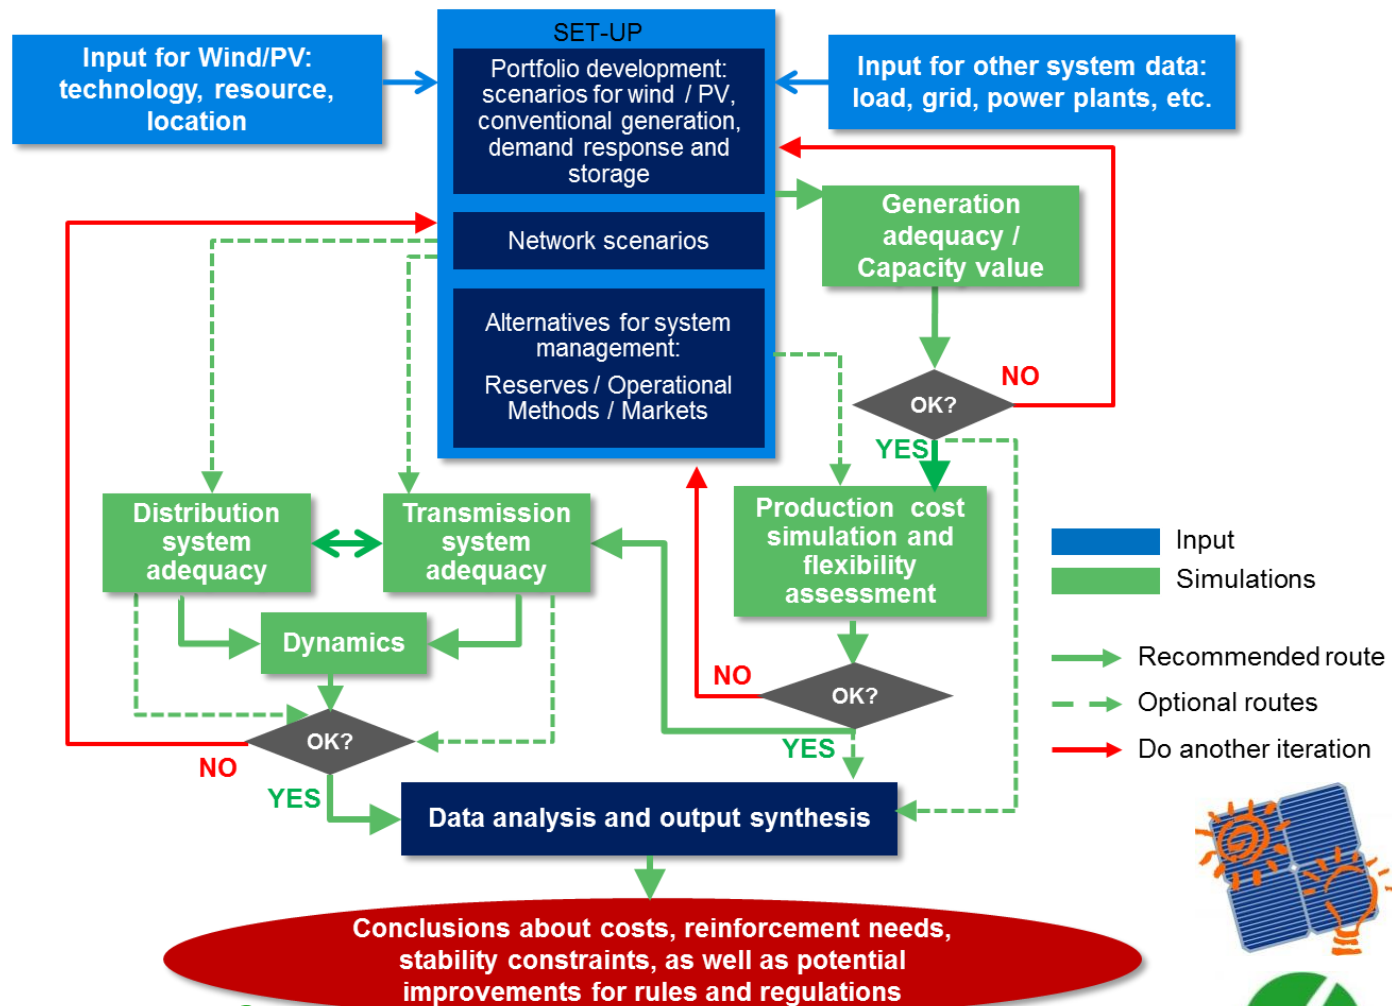 SET-UP
Input for Wind/PV:
technology, resource,
location
Portfolio development:
scenarios for wind / PV,
conventional generation,
demand response and
storage
Input for other system data:
load, grid, power plants, etc.
Network scenarios
Generation
adequacy /
Capacity value
Alternatives for system
management:
Reserves / Operational
Methods / Markets
NO
OK?
YES
Distribution
system
adequacy
Transmission
system
adequacy
Production cost
simulation and
flexibility
assessment
Input
Simulations
Dynamics
Recommended route
NO
OK?
Optional routes
OK?
NO
YES
Do another iteration
YES
Data analysis and output synthesis
Conclusions about costs, reinforcement needs,
stability constraints, as well as potential
improvements for rules and regulations